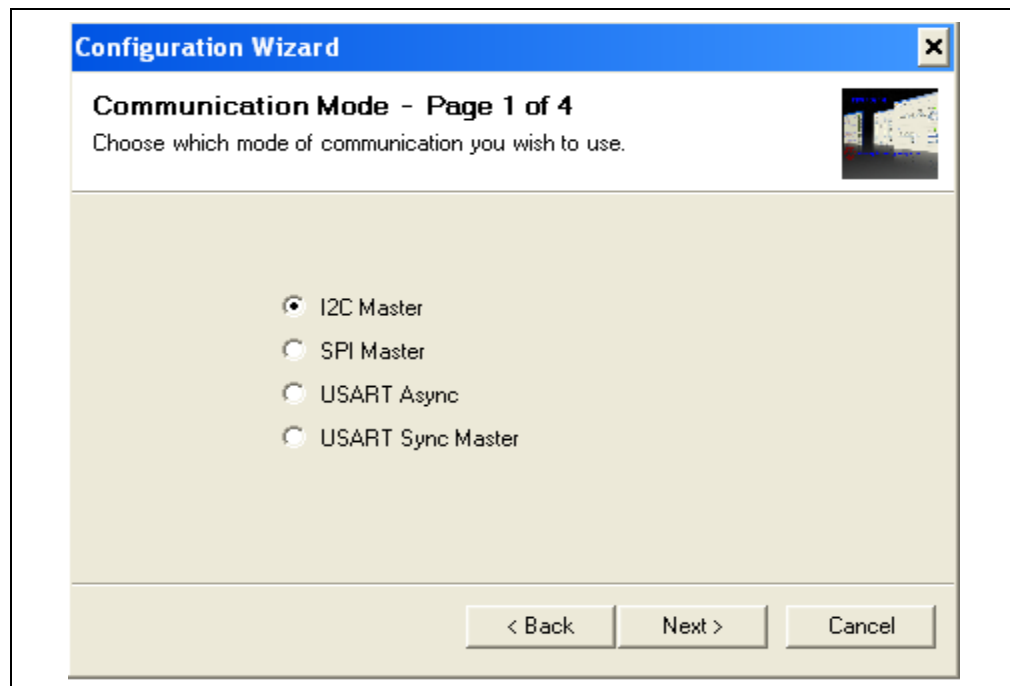 Configuration Wizard
Communication Mode - Page 1 of 4
Choose which mode of communication you wish to use.
I2C Master
SPI Master
USART Async
USART Sync Master
< Back
Next >
Cancel